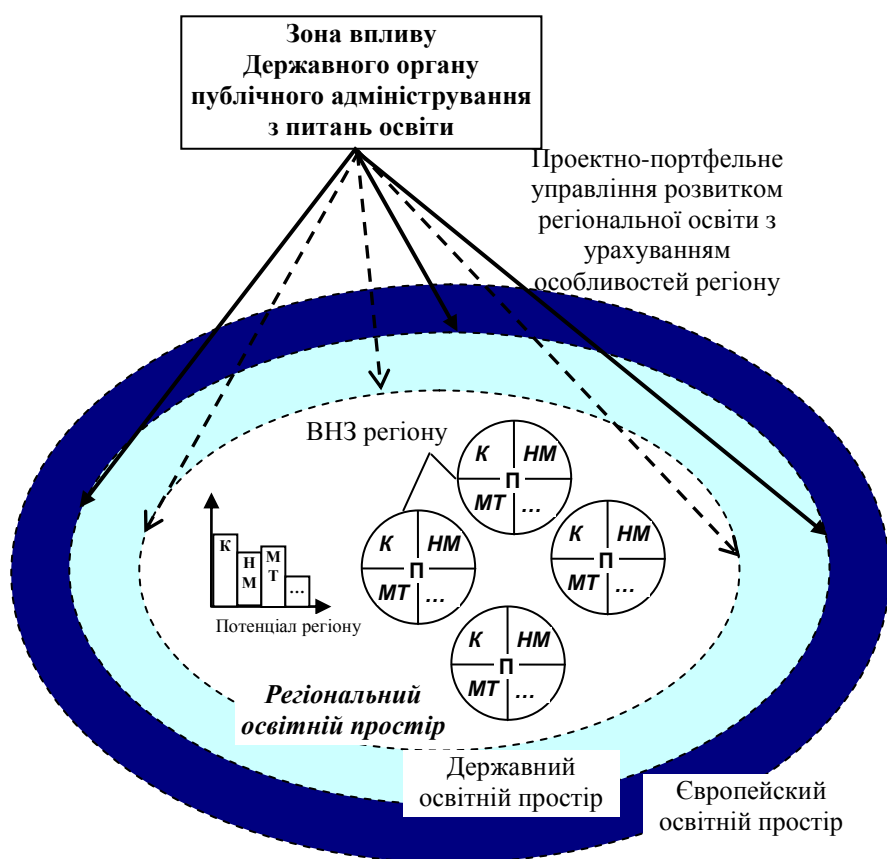 Зона впливу
Державного органу
публічного адміністрування
з питань освіти
Проектно-портфельне
управління розвитком
регіональної освіти з
урахуванням
особливостей регіону
ВНЗ регіону
К НМ
П
МТ ...
К НМ
П
МТ ...
К НМ
П
МТ ...
К НМ
П
МТ ...
К
Н
М
М
Т
...
Потенціал регіону
Регіональний
освітній простір
Державний
освітній простір
Європейский
освітній простір